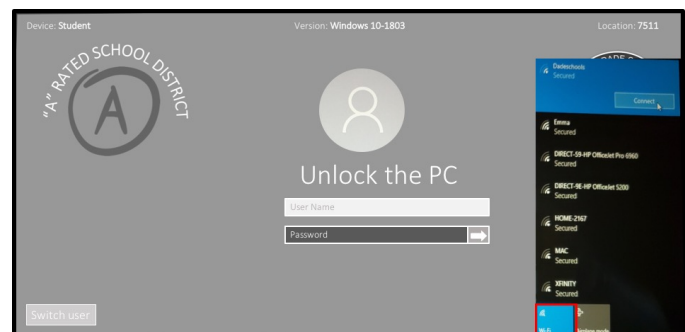 Device: Student
Version: Windows 10-1803
Location: 7511
"A" RATED SCHOOL DISTRICT
A
Unlock the PC
User Name
Password
Switch user
Dadeschools
Secured
Connect
Emma
Secured
DIRECT-59-HP OfficeJet Pro 6960
Secured
DIRECT-9E-HP OfficeJet 5200
Secured
HOME-2167
Secured
MAC
Secured
XFINITY
Secured
Wi-Fi